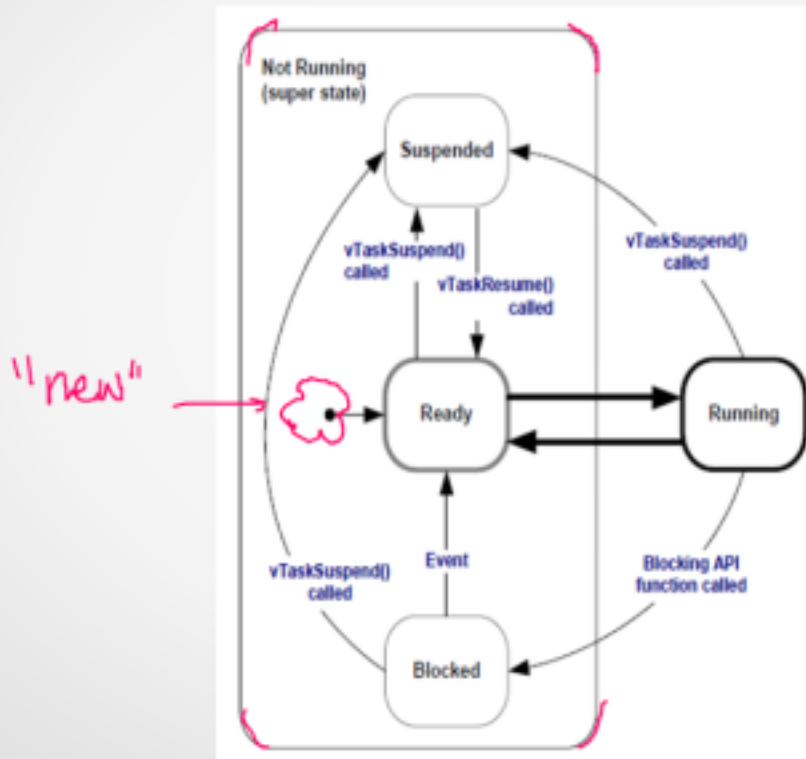 Not Running
(super state)
Suspended
vTaskSuspend()
called
vTaskResume()
called
vTaskSuspend()
called
"new"
Ready
Running
Event
vTaskSuspend()
called
Blocking API
function called
Blocked